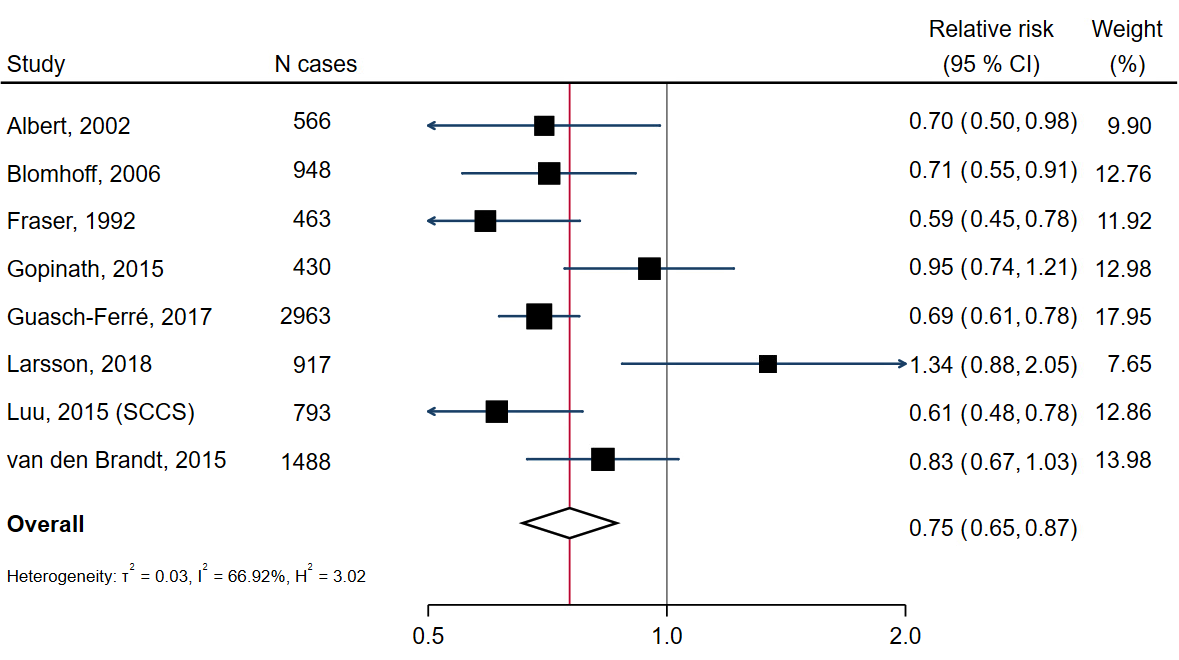 Relative risk Weight
Study N cases (95 % CI) (%)
Albert, 2002 566 0.70 (0.50, 0.98) 9.90
Blomhoff, 2006 948 0.71 (0.55, 0.91) 12.76
Fraser, 1992 463 0.59 (0.45, 0.78) 11.92
Gopinath, 2015 430 0.95 (0.74, 1.21) 12.98
Guasch-Ferré, 2017 2963 0.69 (0.61, 0.78) 17.95
Larsson, 2018 917 1.34 (0.88, 2.05) 7.65
Luu, 2015 (SCCS) 793 0.61 (0.48, 0.78) 12.86
van den Brandt, 2015 1488 0.83 (0.67, 1.03) 13.98
Overall 0.75 (0.65, 0.87)
Heterogeneity: τ² = 0.03, I² = 66.92%, H² = 3.02
0.5 1.0 2.0